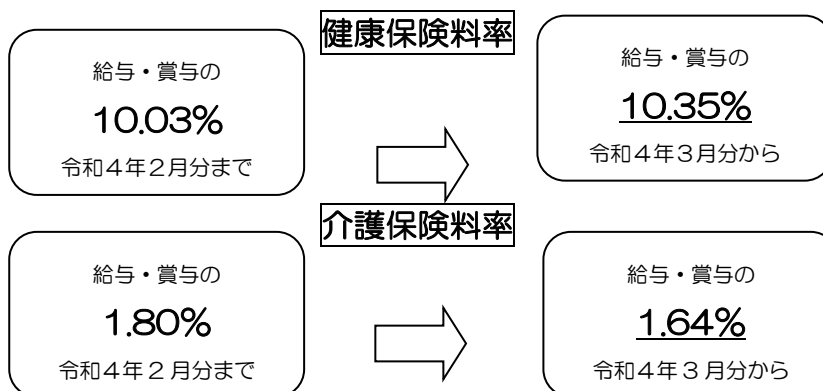 健康保険料率
給与・賞与の
10.03%
令和４年２月分まで
給与・賞与の
10.35%
令和４年３月分から
介護保険料率
給与・賞与の
1.80%
令和４年２月分まで
給与・賞与の
1.64%
令和４年３月分から